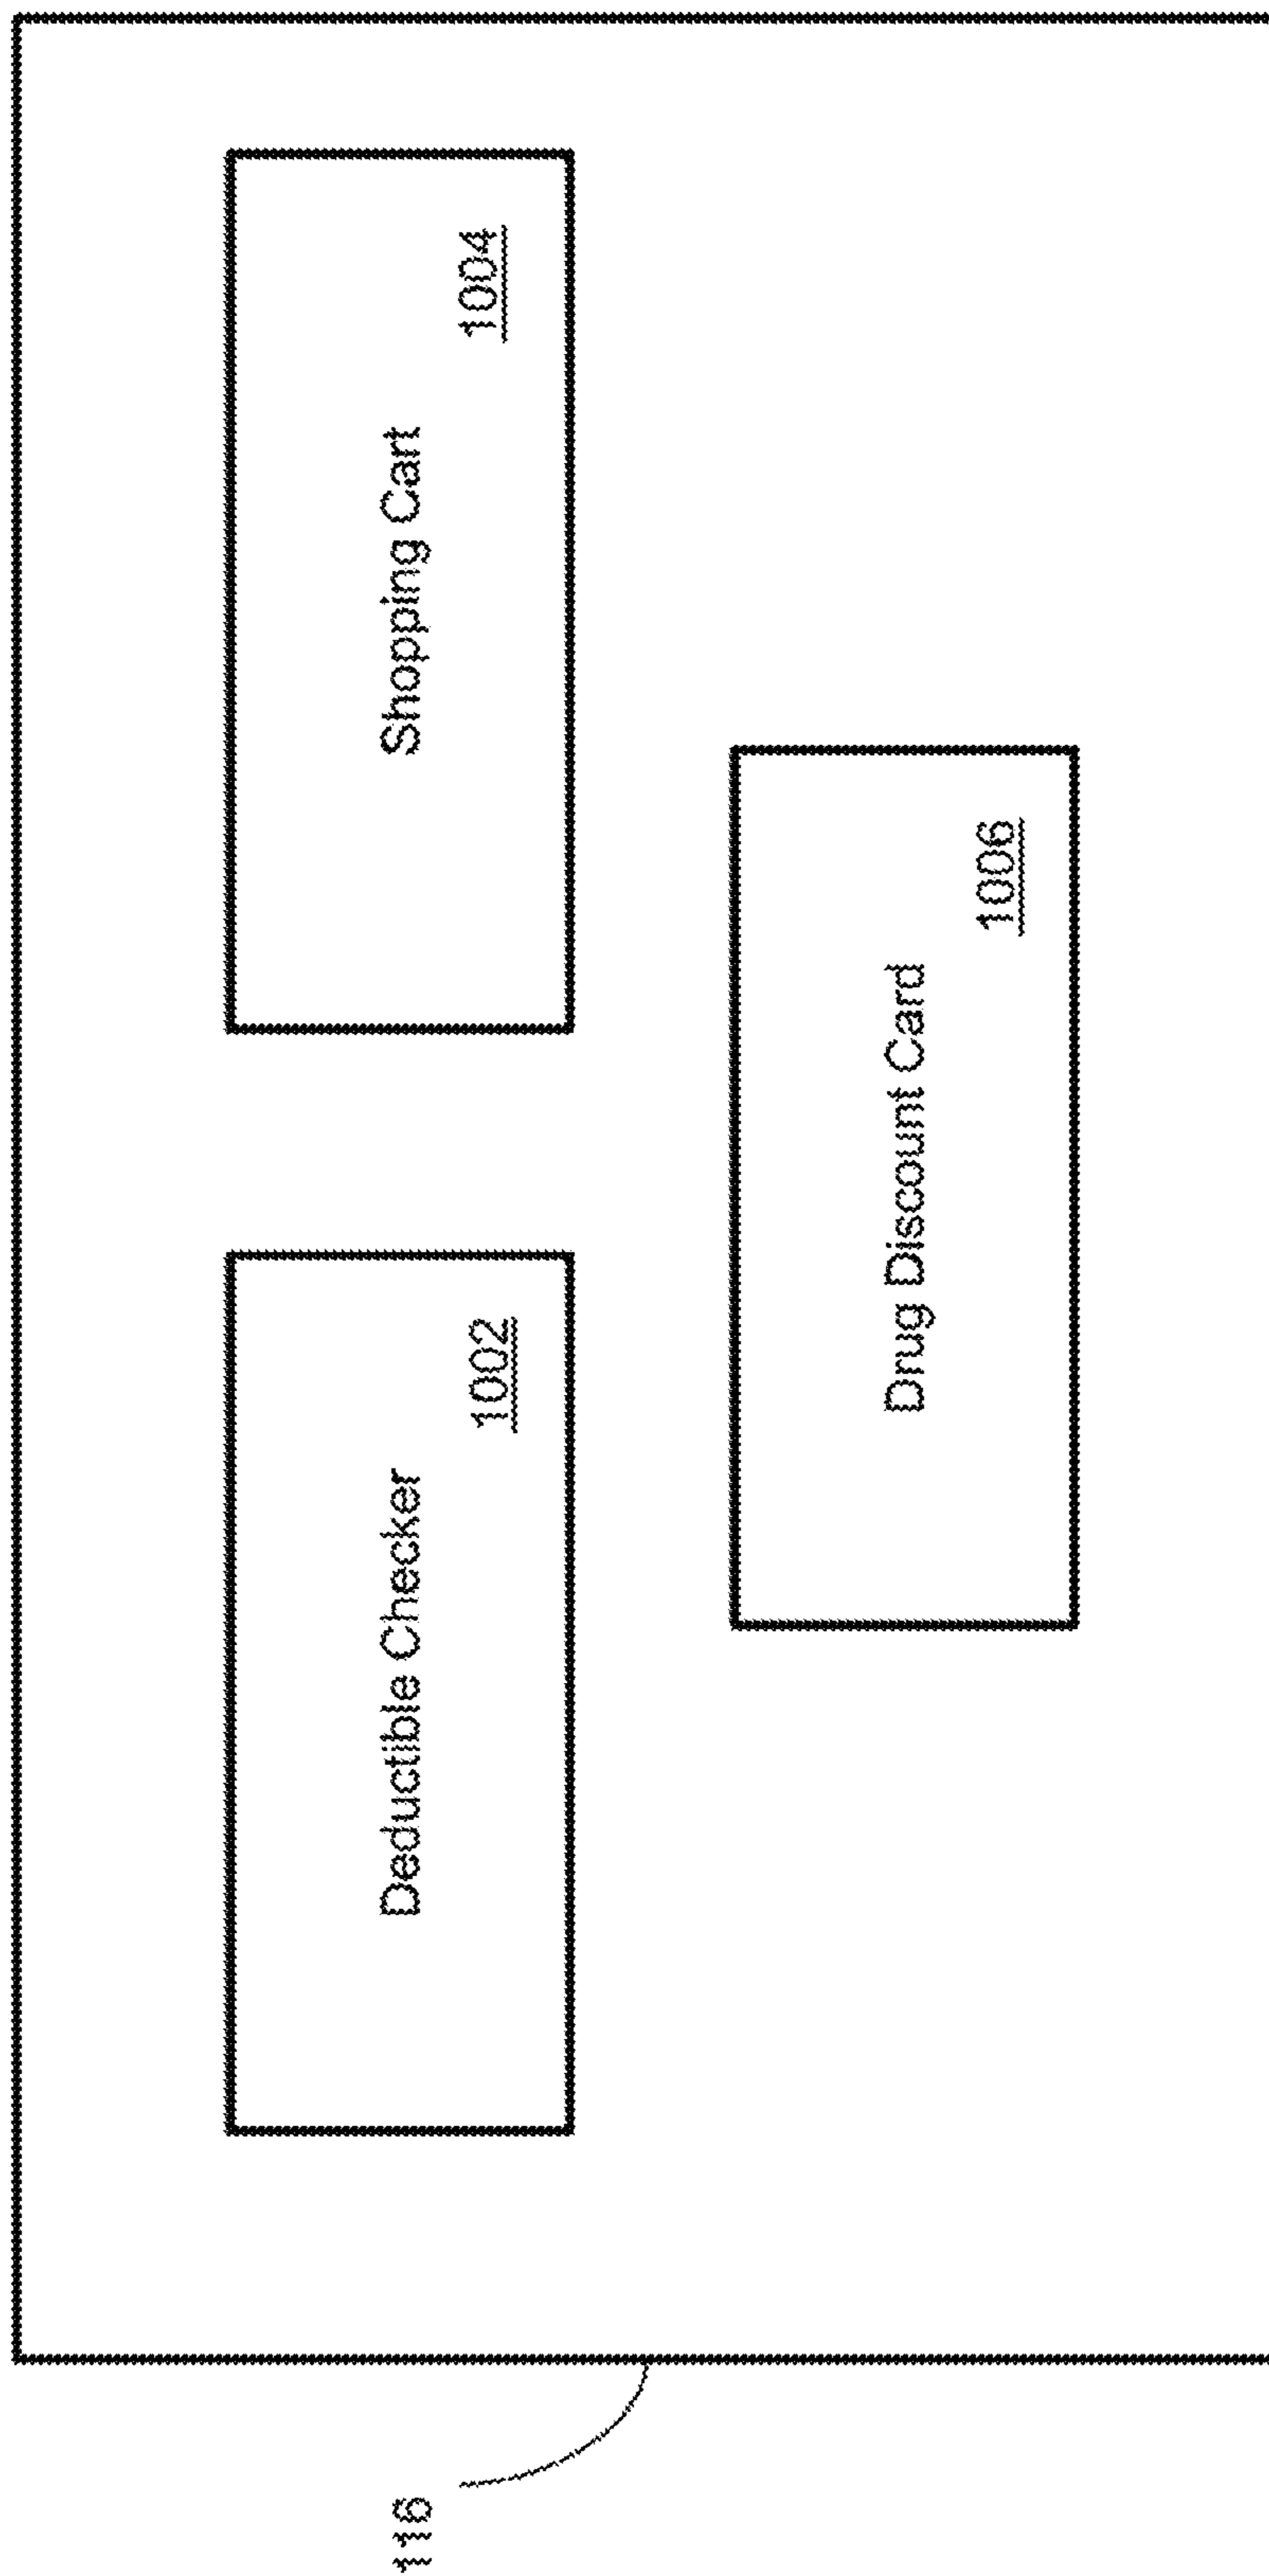 116
Deductible Checker
1002
Shopping Cart
1004
Drug Discount Card
1006